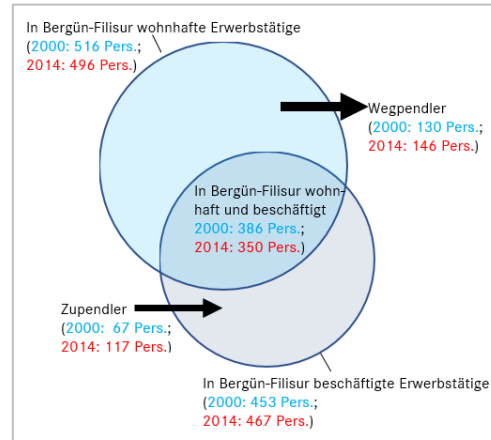 In Bergün-Filisur wohnhafte Erwerbstätige
(2000: 516 Pers.;
2014: 496 Pers.)
Wegpendler
(2000: 130 Pers.;
2014: 146 Pers.)
In Bergün-Filisur wohn-
haft und beschäftigt
2000: 386 Pers.;
2014: 350 Pers.)
Zupendler
(2000: 67 Pers.;
2014: 117 Pers.)
In Bergün-Filisur beschäftigte Erwerbstätige
(2000: 453 Pers.;
2014: 467 Pers.)